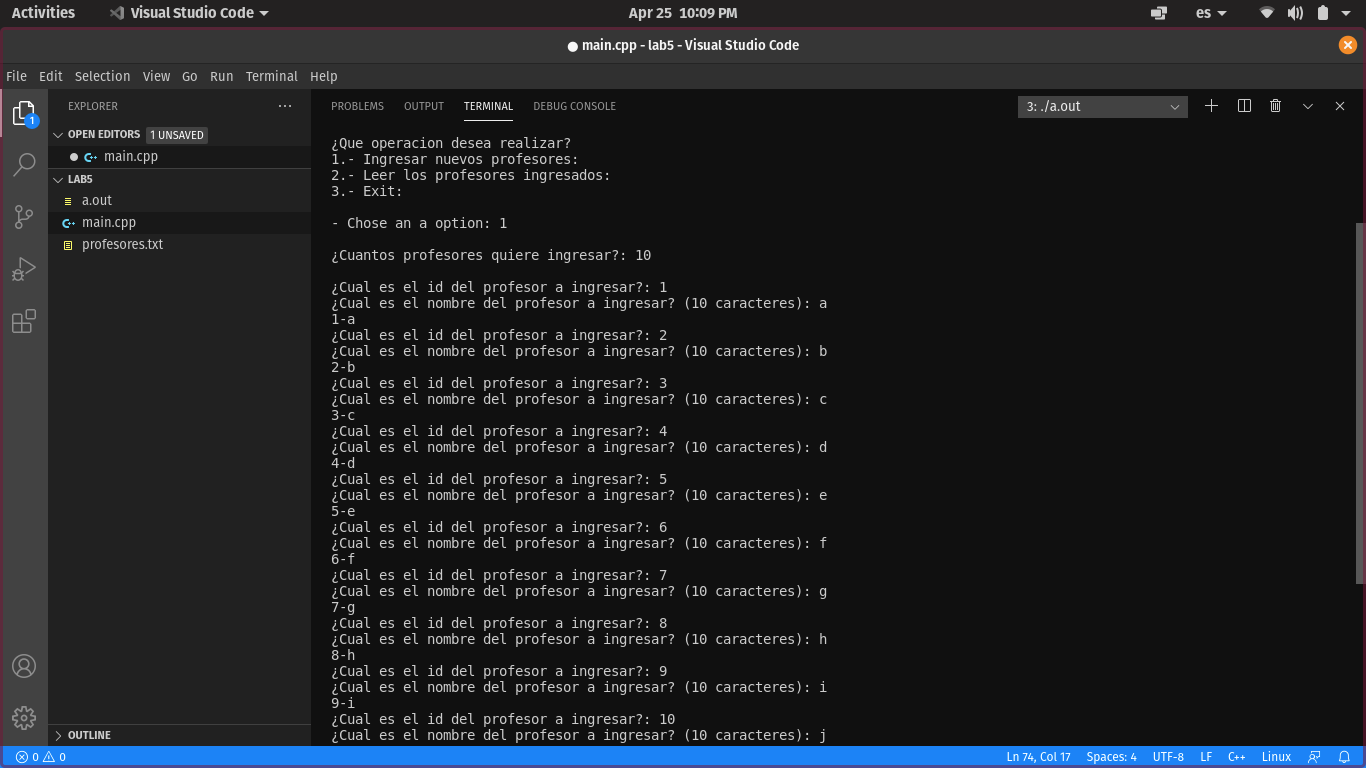 Activities Visual Studio Code Apr 25 10:09 PM es
main.cpp - lab5 - Visual Studio Code
File Edit Selection View Go Run Terminal Help
EXPLORER
1
OPEN EDITORS 1 UNSAVED
main.cpp
LAB5
a.out
main.cpp
profesores.txt
OUTLINE
PROBLEMS OUTPUT TERMINAL DEBUG CONSOLE 3: ./a.out
¿Que operacion desea realizar?
1.- Ingresar nuevos profesores:
2.- Leer los profesores ingresados:
3.- Exit:
- Chose an a option: 1
¿Cuantos profesores quiere ingresar?: 10
¿Cual es el id del profesor a ingresar?: 1
¿Cual es el nombre del profesor a ingresar? (10 caracteres): a
1-a
¿Cual es el id del profesor a ingresar?: 2
¿Cual es el nombre del profesor a ingresar? (10 caracteres): b
2-b
¿Cual es el id del profesor a ingresar?: 3
¿Cual es el nombre del profesor a ingresar? (10 caracteres): c
3-c
¿Cual es el id del profesor a ingresar?: 4
¿Cual es el nombre del profesor a ingresar? (10 caracteres): d
4-d
¿Cual es el id del profesor a ingresar?: 5
¿Cual es el nombre del profesor a ingresar? (10 caracteres): e
5-e
¿Cual es el id del profesor a ingresar?: 6
¿Cual es el nombre del profesor a ingresar? (10 caracteres): f
6-f
¿Cual es el id del profesor a ingresar?: 7
¿Cual es el nombre del profesor a ingresar? (10 caracteres): g
7-g
¿Cual es el id del profesor a ingresar?: 8
¿Cual es el nombre del profesor a ingresar? (10 caracteres): h
8-h
¿Cual es el id del profesor a ingresar?: 9
¿Cual es el nombre del profesor a ingresar? (10 caracteres): i
9-i
¿Cual es el id del profesor a ingresar?: 10
¿Cual es el nombre del profesor a ingresar? (10 caracteres): j
0 0 Ln 74, Col 17 Spaces: 4 UTF-8 LF C++ Linux